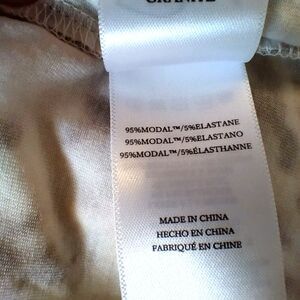 GRANITE
95%MODAL™/5%ELASTANE
95%MODAL™/5%ELASTANO
95%MODAL™/5%ÉLASTHANNE
MADE IN CHINA
HECHO EN CHINA
FABRIQUÉ EN CHINE